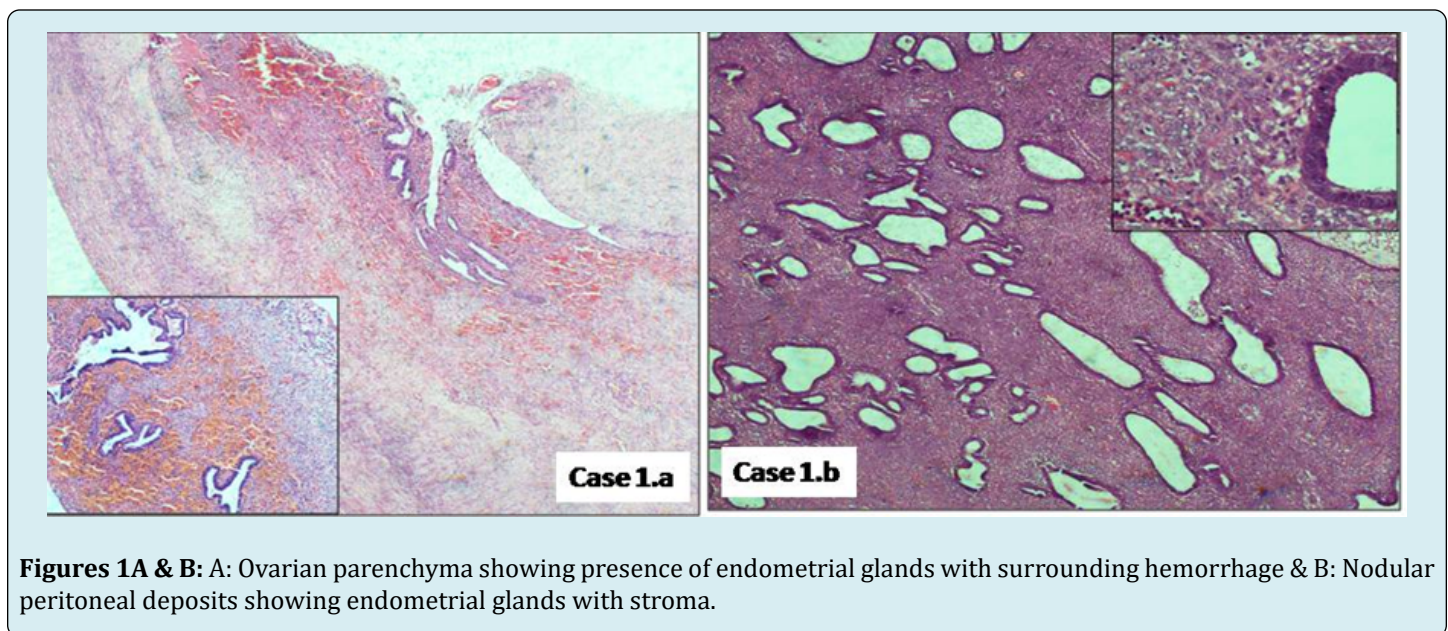 Case 1.a
Case 1.b
Figures 1A & B: A: Ovarian parenchyma showing presence of endometrial glands with surrounding hemorrhage & B: Nodular
peritoneal deposits showing endometrial glands with stroma.